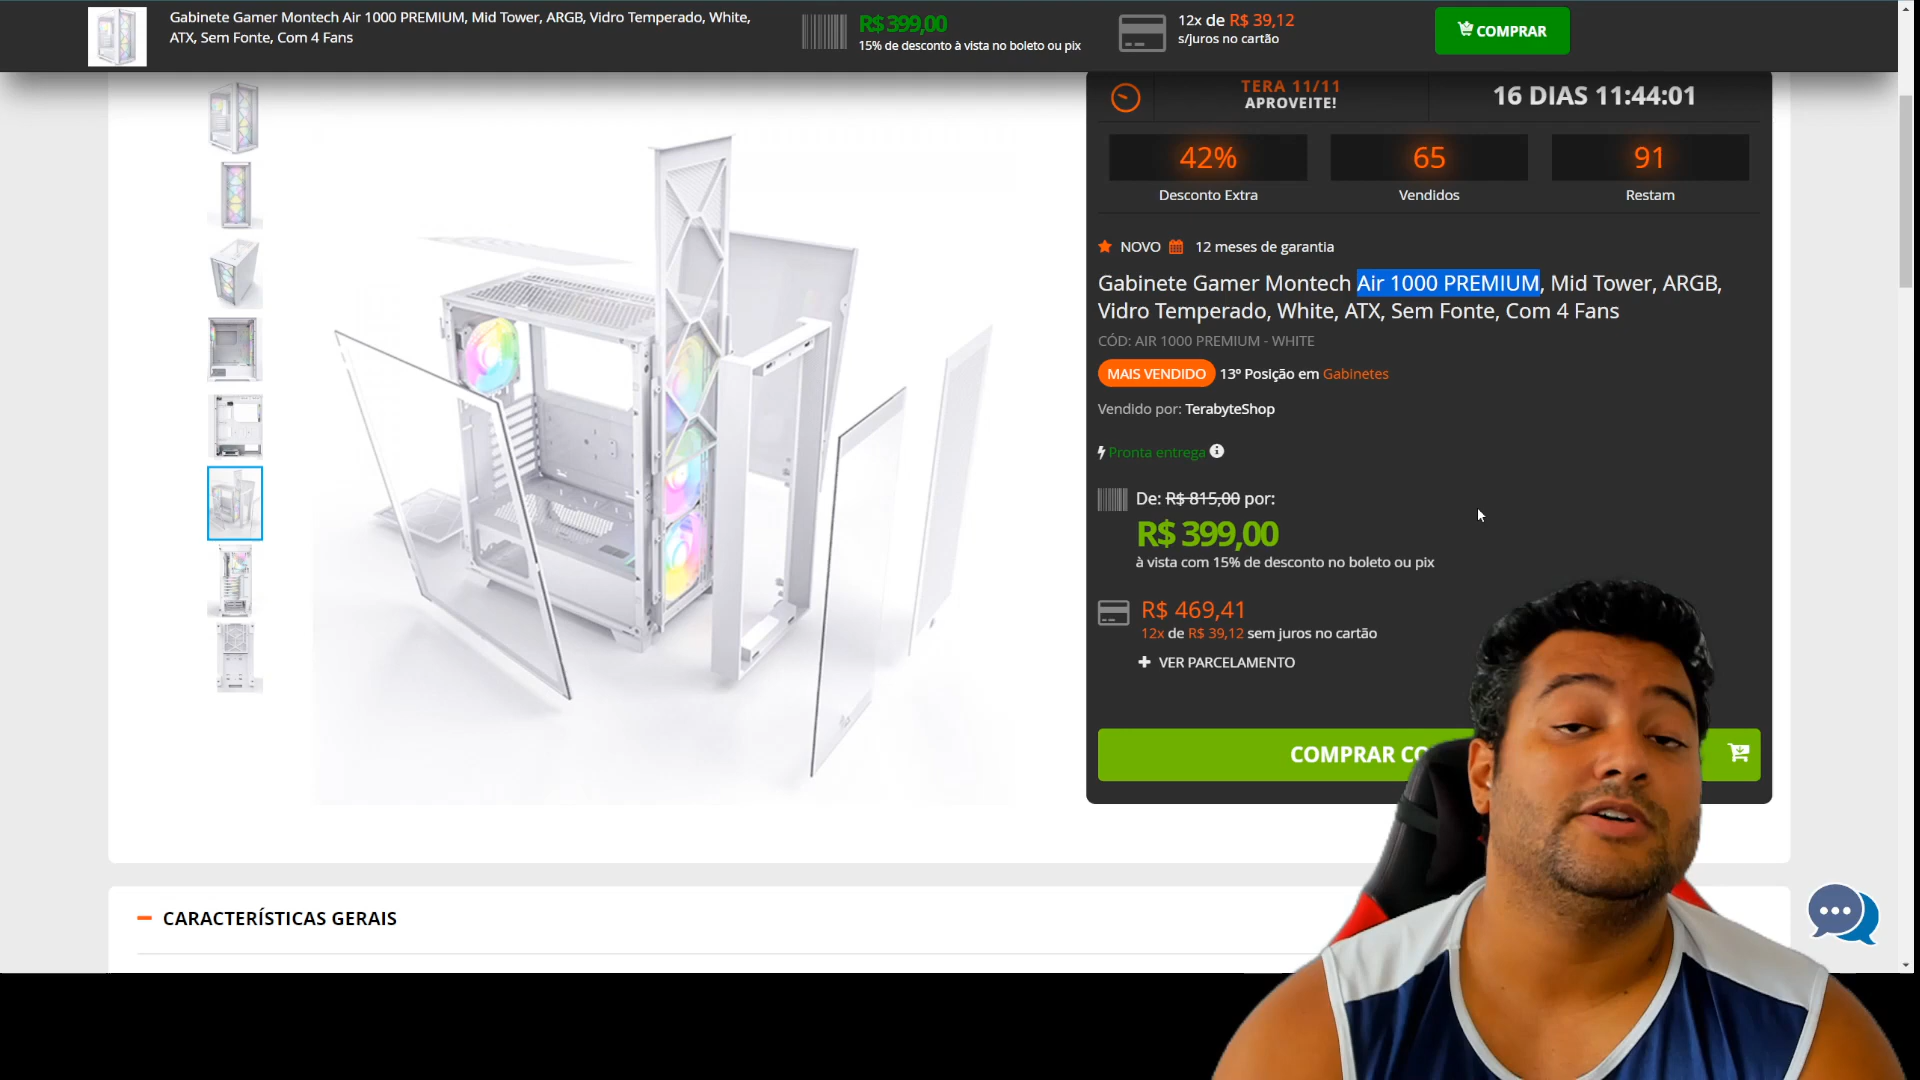 Gabinete Gamer Montech Air 1000 PREMIUM, Mid Tower, ARGB, Vidro Temperado, White,
ATX, Sem Fonte, Com 4 Fans
R$ 399,00
15% de desconto à vista no boleto ou pix
12x de R$ 39,12
s/juros no cartão
COMPRAR
TERA 11/11
APROVEITE!
16 DIAS 11:44:01
42%
65
91
Desconto Extra
Vendidos
Restam
NOVO
12 meses de garantia
Gabinete Gamer Montech Air 1000 PREMIUM, Mid Tower, ARGB,
Vidro Temperado, White, ATX, Sem Fonte, Com 4 Fans
CÓD: AIR 1000 PREMIUM - WHITE
MAIS VENDIDO 13º Posição em Gabinetes
Vendido por: TerabyteShop
Pronta entrega
De: R$ 815,00 por:
R$ 399,00
à vista com 15% de desconto no boleto ou pix
R$ 469,41
12x de R$ 39,12 sem juros no cartão
VER PARCELAMENTO
COMPRAR
CARACTERÍSTICAS GERAIS